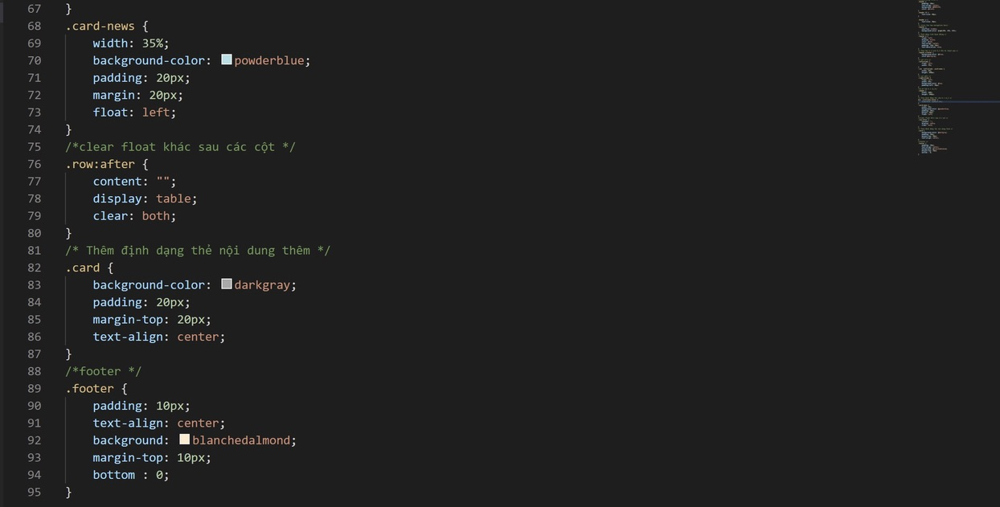 67 }
68 .card-news {
69 width: 35%;
70 background-color: powderblue;
71 padding: 20px;
72 margin: 20px;
73 float: left;
74 }
75 /*clear float khác sau các cột */
76 .row:after {
77 content: "";
78 display: table;
79 clear: both;
80 }
81 /* Thêm định dạng thẻ nội dung thêm */
82 .card {
83 background-color: darkgray;
84 padding: 20px;
85 margin-top: 20px;
86 text-align: center;
87 }
88 /*footer */
89 .footer {
90 padding: 10px;
91 text-align: center;
92 background: blanchedalmond;
93 margin-top: 10px;
94 bottom : 0;
95 }